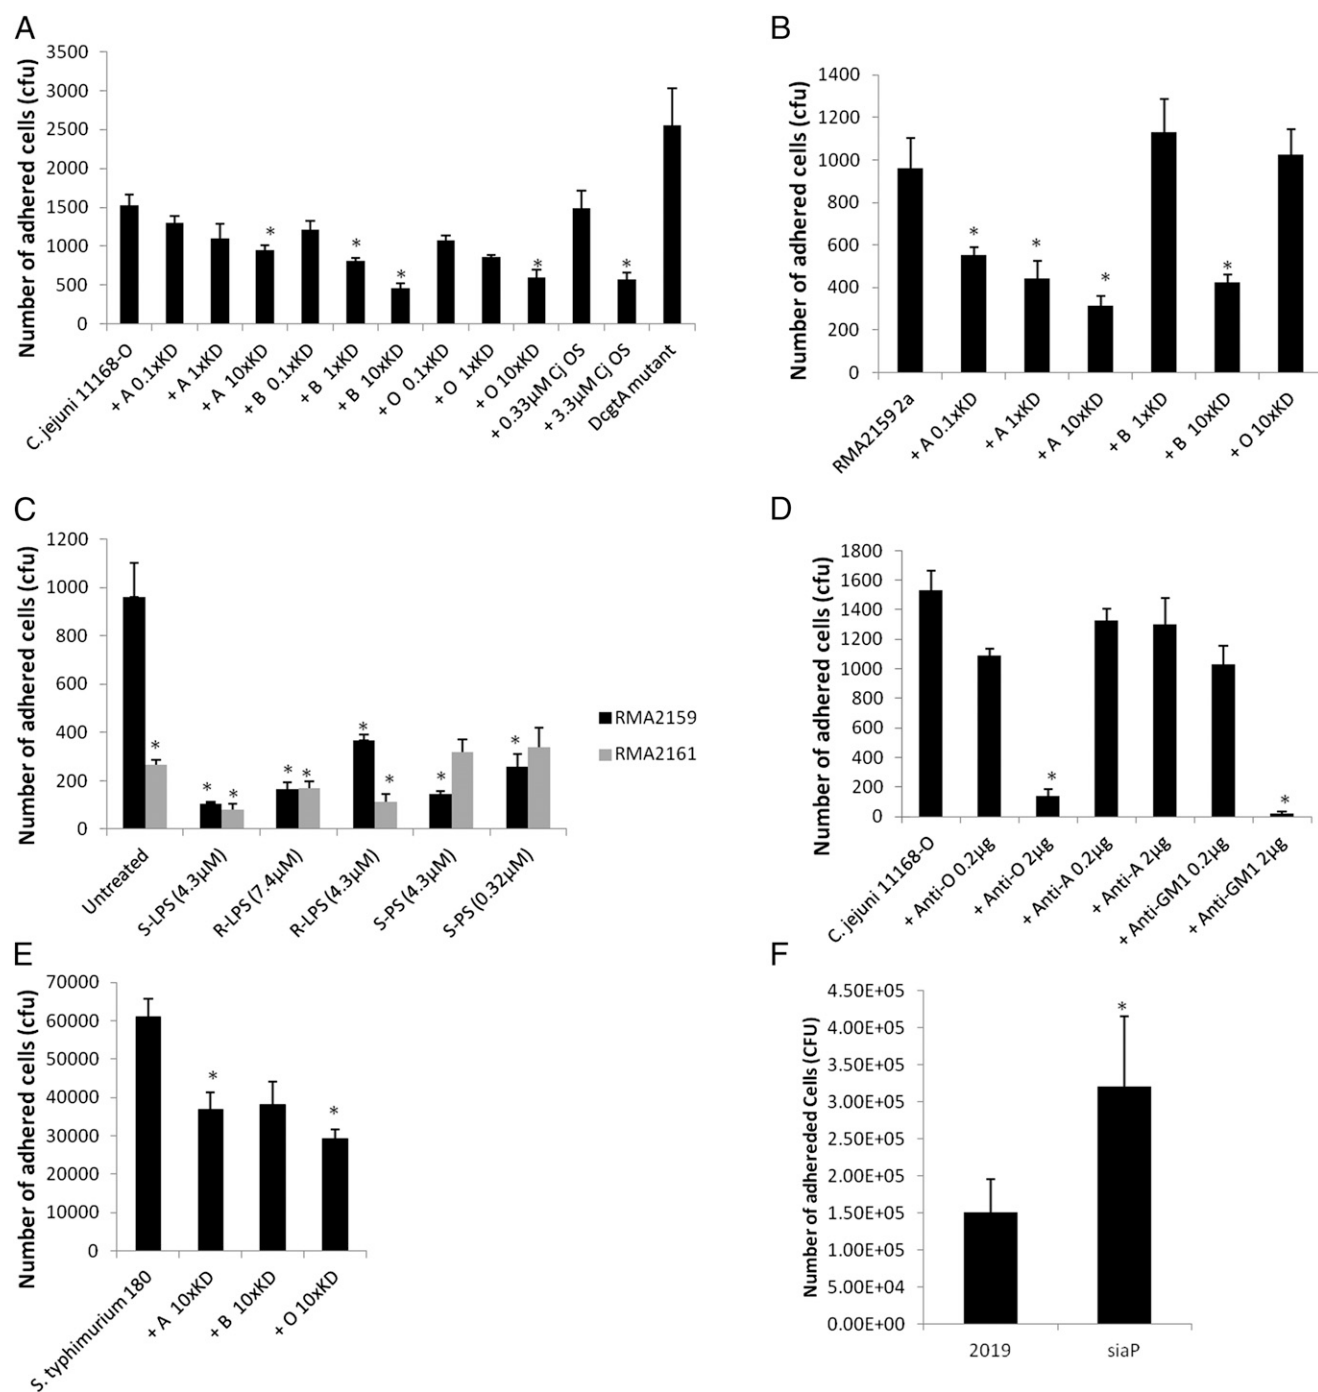 A
Number of adhered cells (cfu)
3500
3000
2500
2000
1500
1000
500
0
* * * * *
C. jejuni 11168-O
+ A 0.1xKD
+ A 1xKD
+ A 10xKD
+ B 0.1xKD
+ B 1xKD
+ B 10xKD
+ O 0.1xKD
+ O 1xKD
+ O 10xKD
+ 0.33µM Cj OS
+ 3.3µM Cj OS
DcgtA mutant
B
Number of adhered cells (cfu)
1400
1200
1000
800
600
400
200
0
* * * *
RMA2159 2a
+ A 0.1xKD
+ A 1xKD
+ A 10xKD
+ B 1xKD
+ B 10xKD
+ O 10xKD
C
Number of adhered cells (cfu)
1200
1000
800
600
400
200
0
* * * * * * * * *
Untreated
S-LPS (4.3µM)
R-LPS (7.4µM)
R-LPS (4.3µM)
S-PS (4.3µM)
S-PS (0.32µM)
RMA2159
RMA2161
D
Number of adhered cells (cfu)
1800
1600
1400
1200
1000
800
600
400
200
0
* *
C. jejuni 11168-O
+ Anti-O 0.2µg
+ Anti-O 2µg
+ Anti-A 0.2µg
+ Anti-A 2µg
+ Anti-GM1 0.2µg
+ Anti-GM1 2µg
E
Number of adhered cells (cfu)
70000
60000
50000
40000
30000
20000
10000
0
* *
S. typhimurium 180
+ A 10xKD
+ B 10xKD
+ O 10xKD
F
Number of adhereded Cells (CFU)
4.50E+05
4.00E+05
3.50E+05
3.00E+05
2.50E+05
2.00E+05
1.50E+05
1.00E+05
5.00E+04
0.00E+00
*
2019
siaP